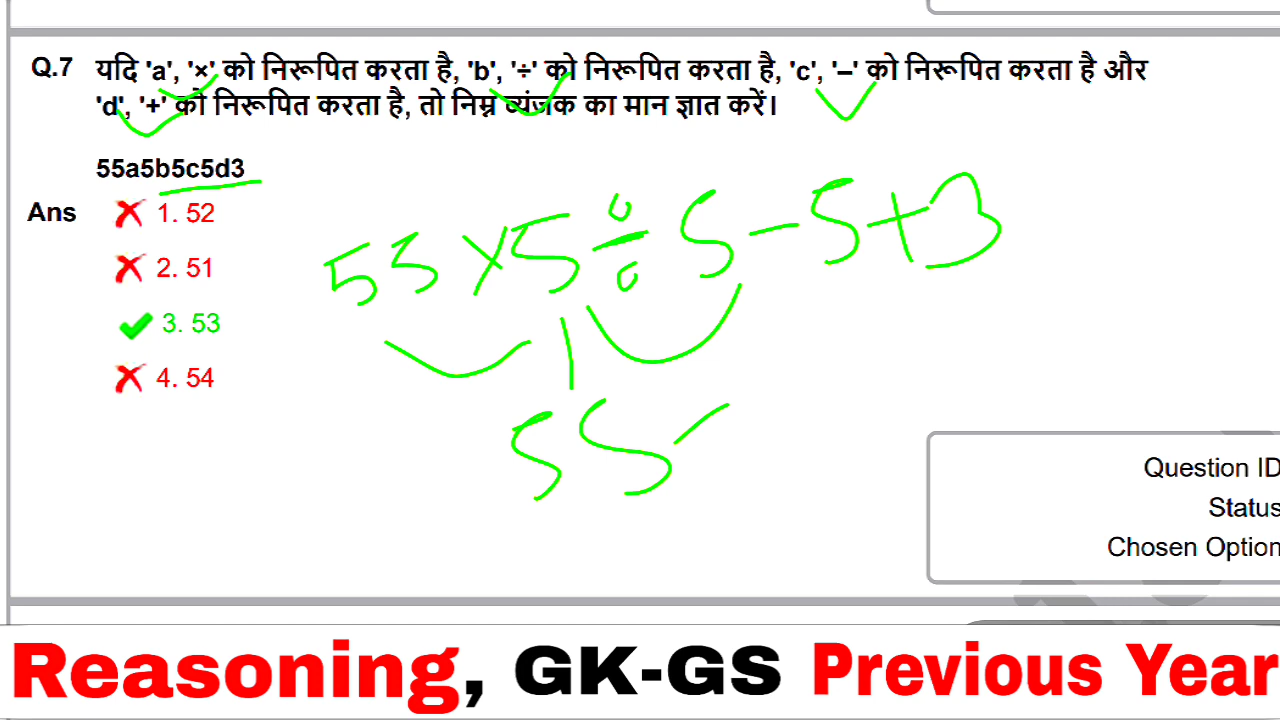 Q.7 यदि 'a', '×' को निरूपित करता है, 'b', '÷' को निरूपित करता है, 'c', '–' को निरूपित करता है और
'd', '+' को निरूपित करता है, तो निम्न व्यंजक का मान ज्ञात करें।
55a5b5c5d3
Ans 1. 52
2. 51
3. 53
4. 54
55 × 5 ÷ 5 – 5 + 3
55 –
Question ID
Status
Chosen Option
Reasoning, GK-GS Previous Year